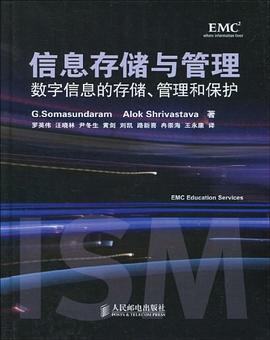 EMC²
where information lives®
信息存储与管理
数字信息的存储、管理和保护
G.Somasundaram Alok Shrivastava 著
罗英伟 汪晓林 尹冬生 黄剑 刘凯 路新喜 冉崇海 王永康 译
EMC Education Services
ISM
人民邮电出版社
POSTS & TELECOM PRESS